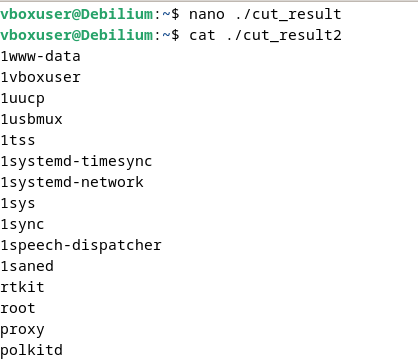 vboxuser@Debilium:~$ nano ./cut_result
vboxuser@Debilium:~$ cat ./cut_result2
1www-data
1vboxuser
1uucp
1usbmux
1tss
1systemd-timesync
1systemd-network
1sys
1sync
1speech-dispatcher
1saned
rtkit
root
proxy
polkitd